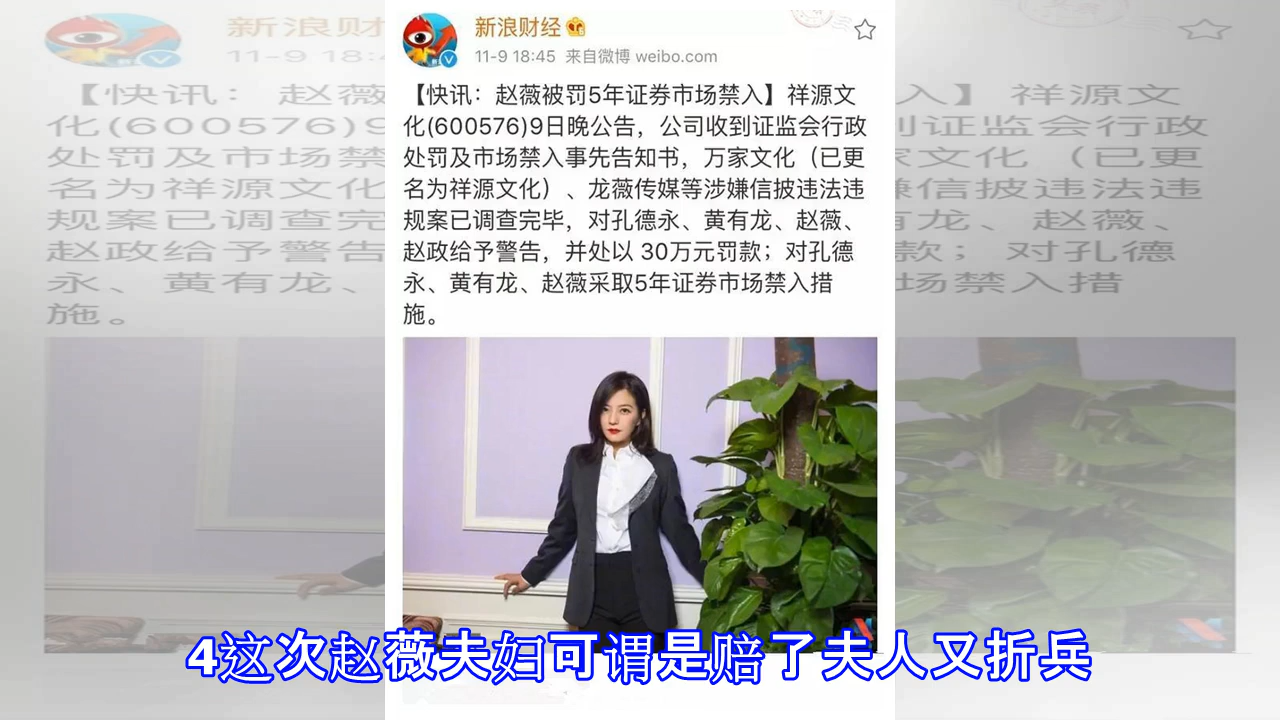 新浪财经
11-9 18:45 来自微博 weibo.com
【快讯：赵薇被罚5年证券市场禁入】祥源文
化(600576)9日晚公告，公司收到证监会行政
处罚及市场禁入事先告知书，万家文化（已更
名为祥源文化）、龙薇传媒等涉嫌信披违法违
规案已调查完毕，对孔德永、黄有龙、赵薇、
赵政给予警告，并处以 30万元罚款；对孔德
永、黄有龙、赵薇采取5年证券市场禁入措
施。
4这次赵薇夫妇可谓是赔了夫人又折兵